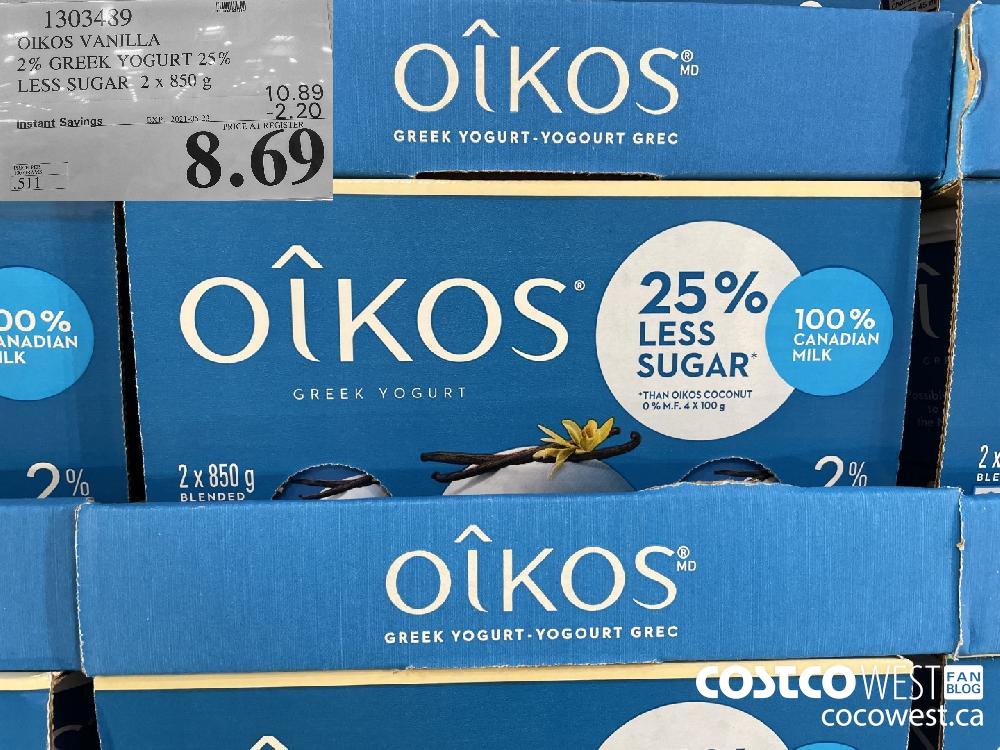 1303489
OIKOS VANILLA
2% GREEK YOGURT 25%
LESS SUGAR 2 x 850 g
10.89
-2.20
Instant Savings
EXP
PRICE AT REGISTER
8.69
.511
OÎKOS® MD
GREEK YOGURT-YOGOURT GREC
OÎKOS®
GREEK YOGURT
25%
LESS
SUGAR*
*THAN OIKOS COCONUT
0% M.F. 4 X 100 g
100%
CANADIAN
MILK
00%
ANADIAN
ILK
2%
2 x 850 g
BLENDED
2%
2 x
BLE
OÎKOS® MD
GREEK YOGURT-YOGOURT GREC
COSTCO WEST FAN
BLOG
cocowest.ca